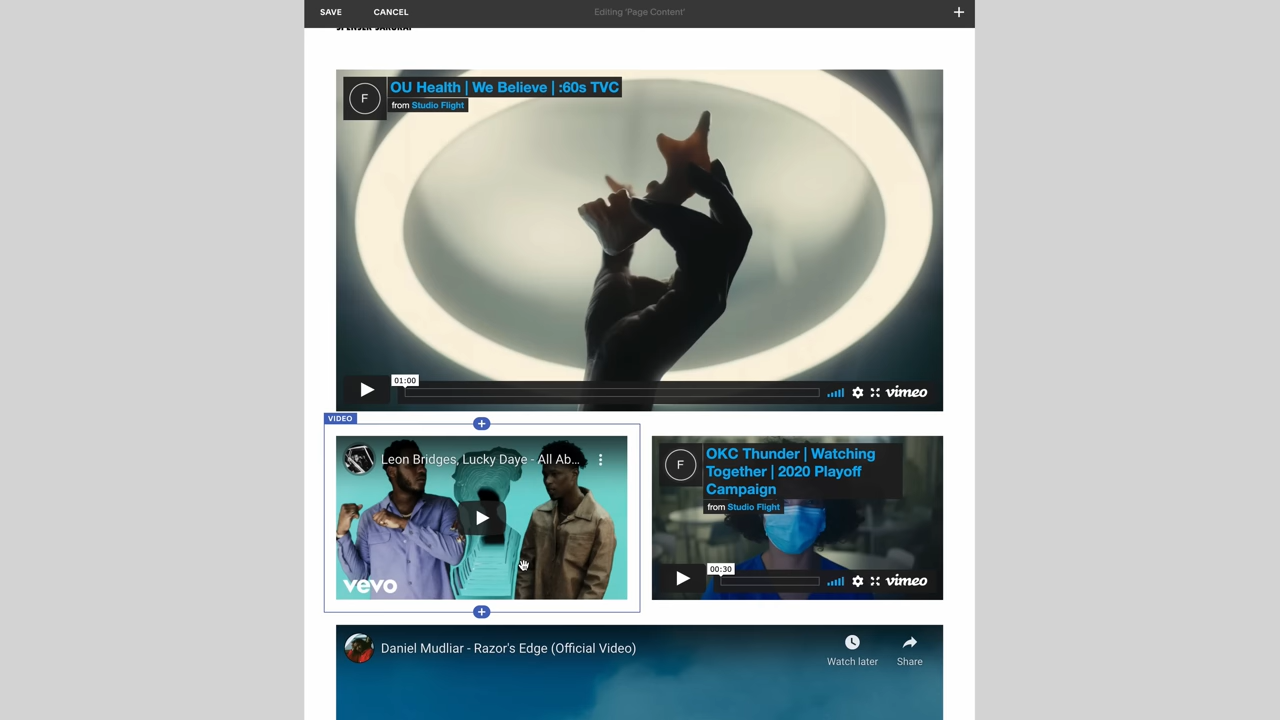 SAVE CANCEL Editing 'Page Content' +
SPENSER SAKURAI
F
OU Health | We Believe | :60s TVC
from Studio Flight
01:00
vimeo
VIDEO
Leon Bridges, Lucky Daye - All Ab...
vevo
F
OKC Thunder | Watching
Together | 2020 Playoff
Campaign
from Studio Flight
00:30
vimeo
Daniel Mudliar - Razor's Edge (Official Video)
Watch later Share